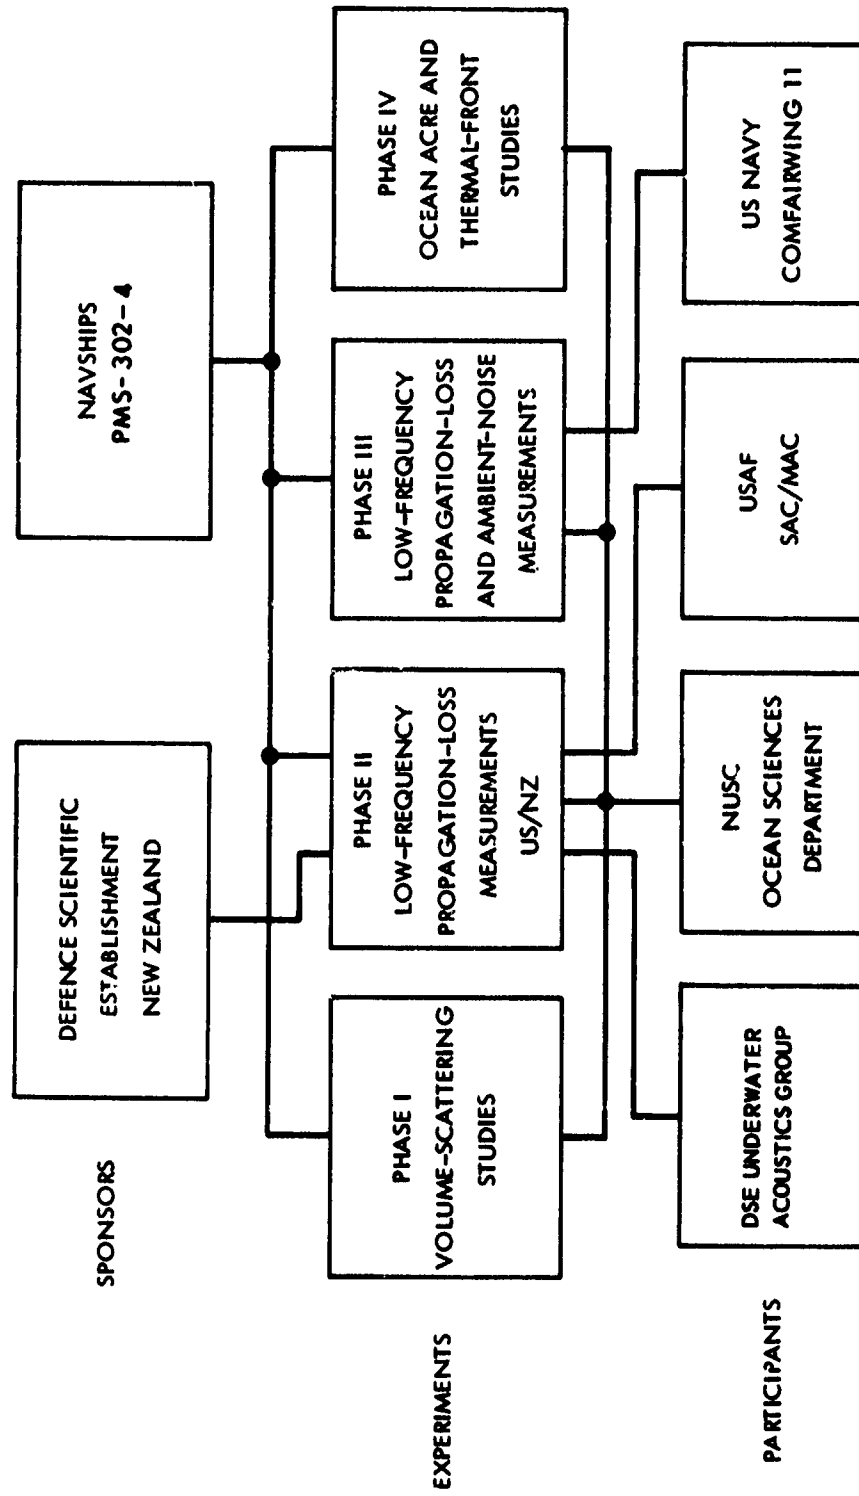 SPONSORS
DEFENCE SCIENTIFIC
ESTABLISHMENT
NEW ZEALAND
NAVSHIPS
PMS-302-4
EXPERIMENTS
PHASE I
VOLUME-SCATTERING
STUDIES
PHASE II
LOW-FREQUENCY
PROPAGATION-LOSS
MEASUREMENTS
US/NZ
PHASE III
LOW-FREQUENCY
PROPAGATION-LOSS
AND AMBIENT-NOISE
MEASUREMENTS
PHASE IV
OCEAN ACRE AND
THERMAL-FRONT
STUDIES
PARTICIPANTS
DSE UNDERWATER
ACOUSTICS GROUP
NUSC
OCEAN SCIENCES
DEPARTMENT
USAF
SAC/MAC
US NAVY
COMFAIRWING 11